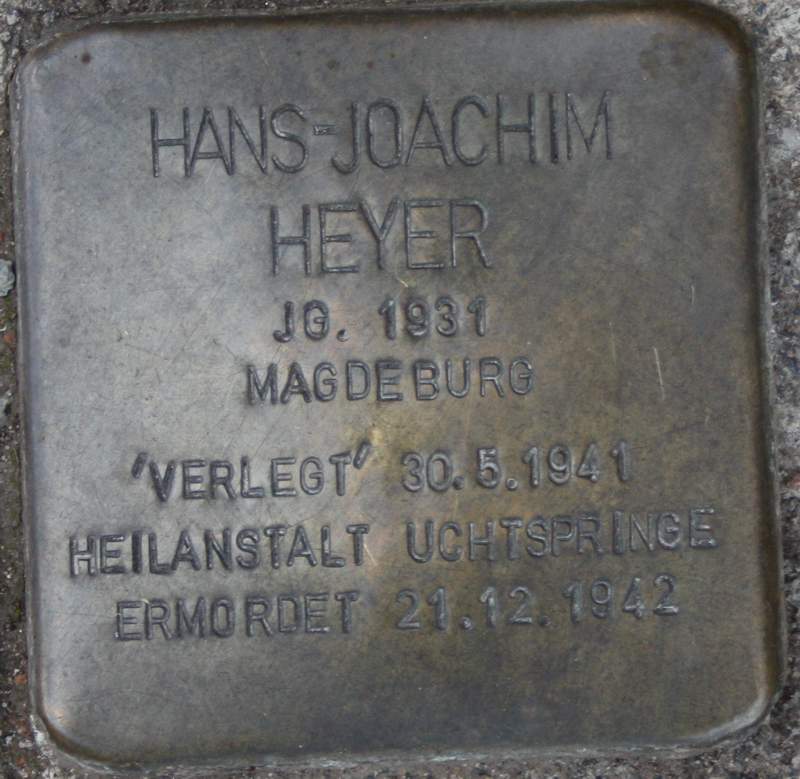 HANS-JOACHIM
HEYER
JG. 1931
MAGDEBURG
'VERLEGT' 30.5.1941
HEILANSTALT UCHTSPRINGE
ERMORDET 21.12.1942